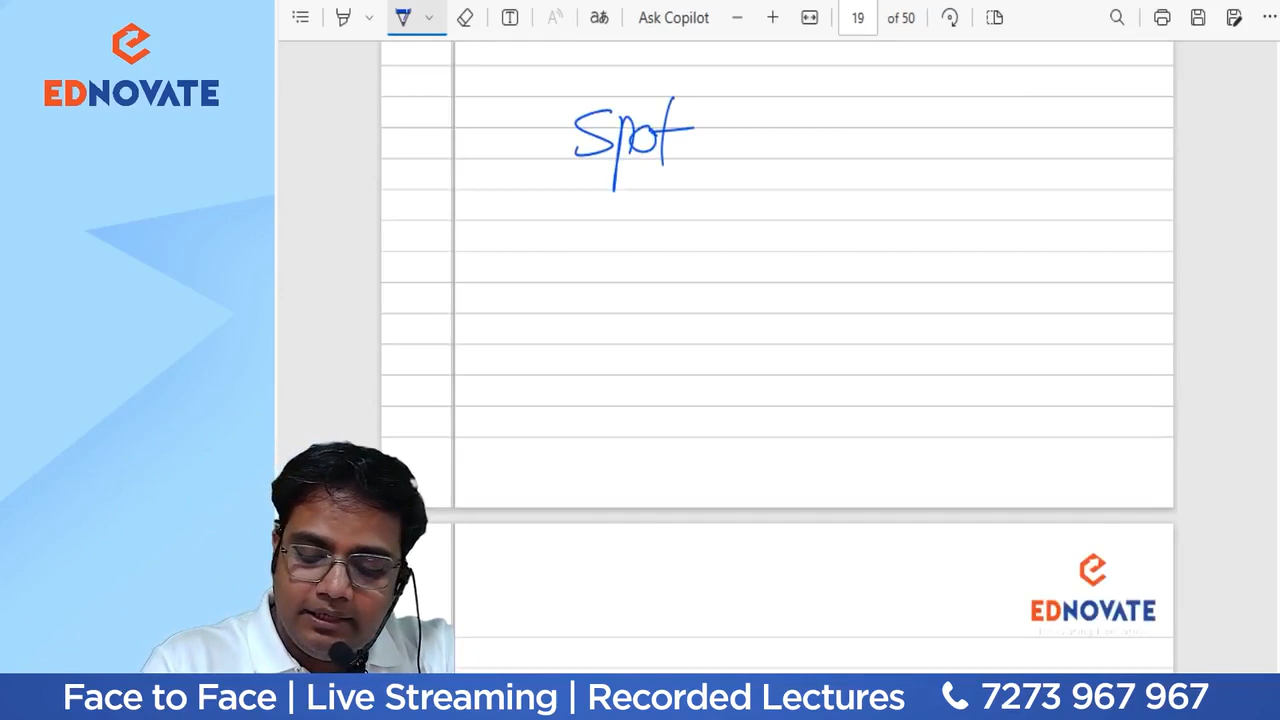 EDNOVATE
Ask Copilot
19 of 50
Spot
EDNOVATE
Face to Face | Live Streaming | Recorded Lectures 7273 967 967